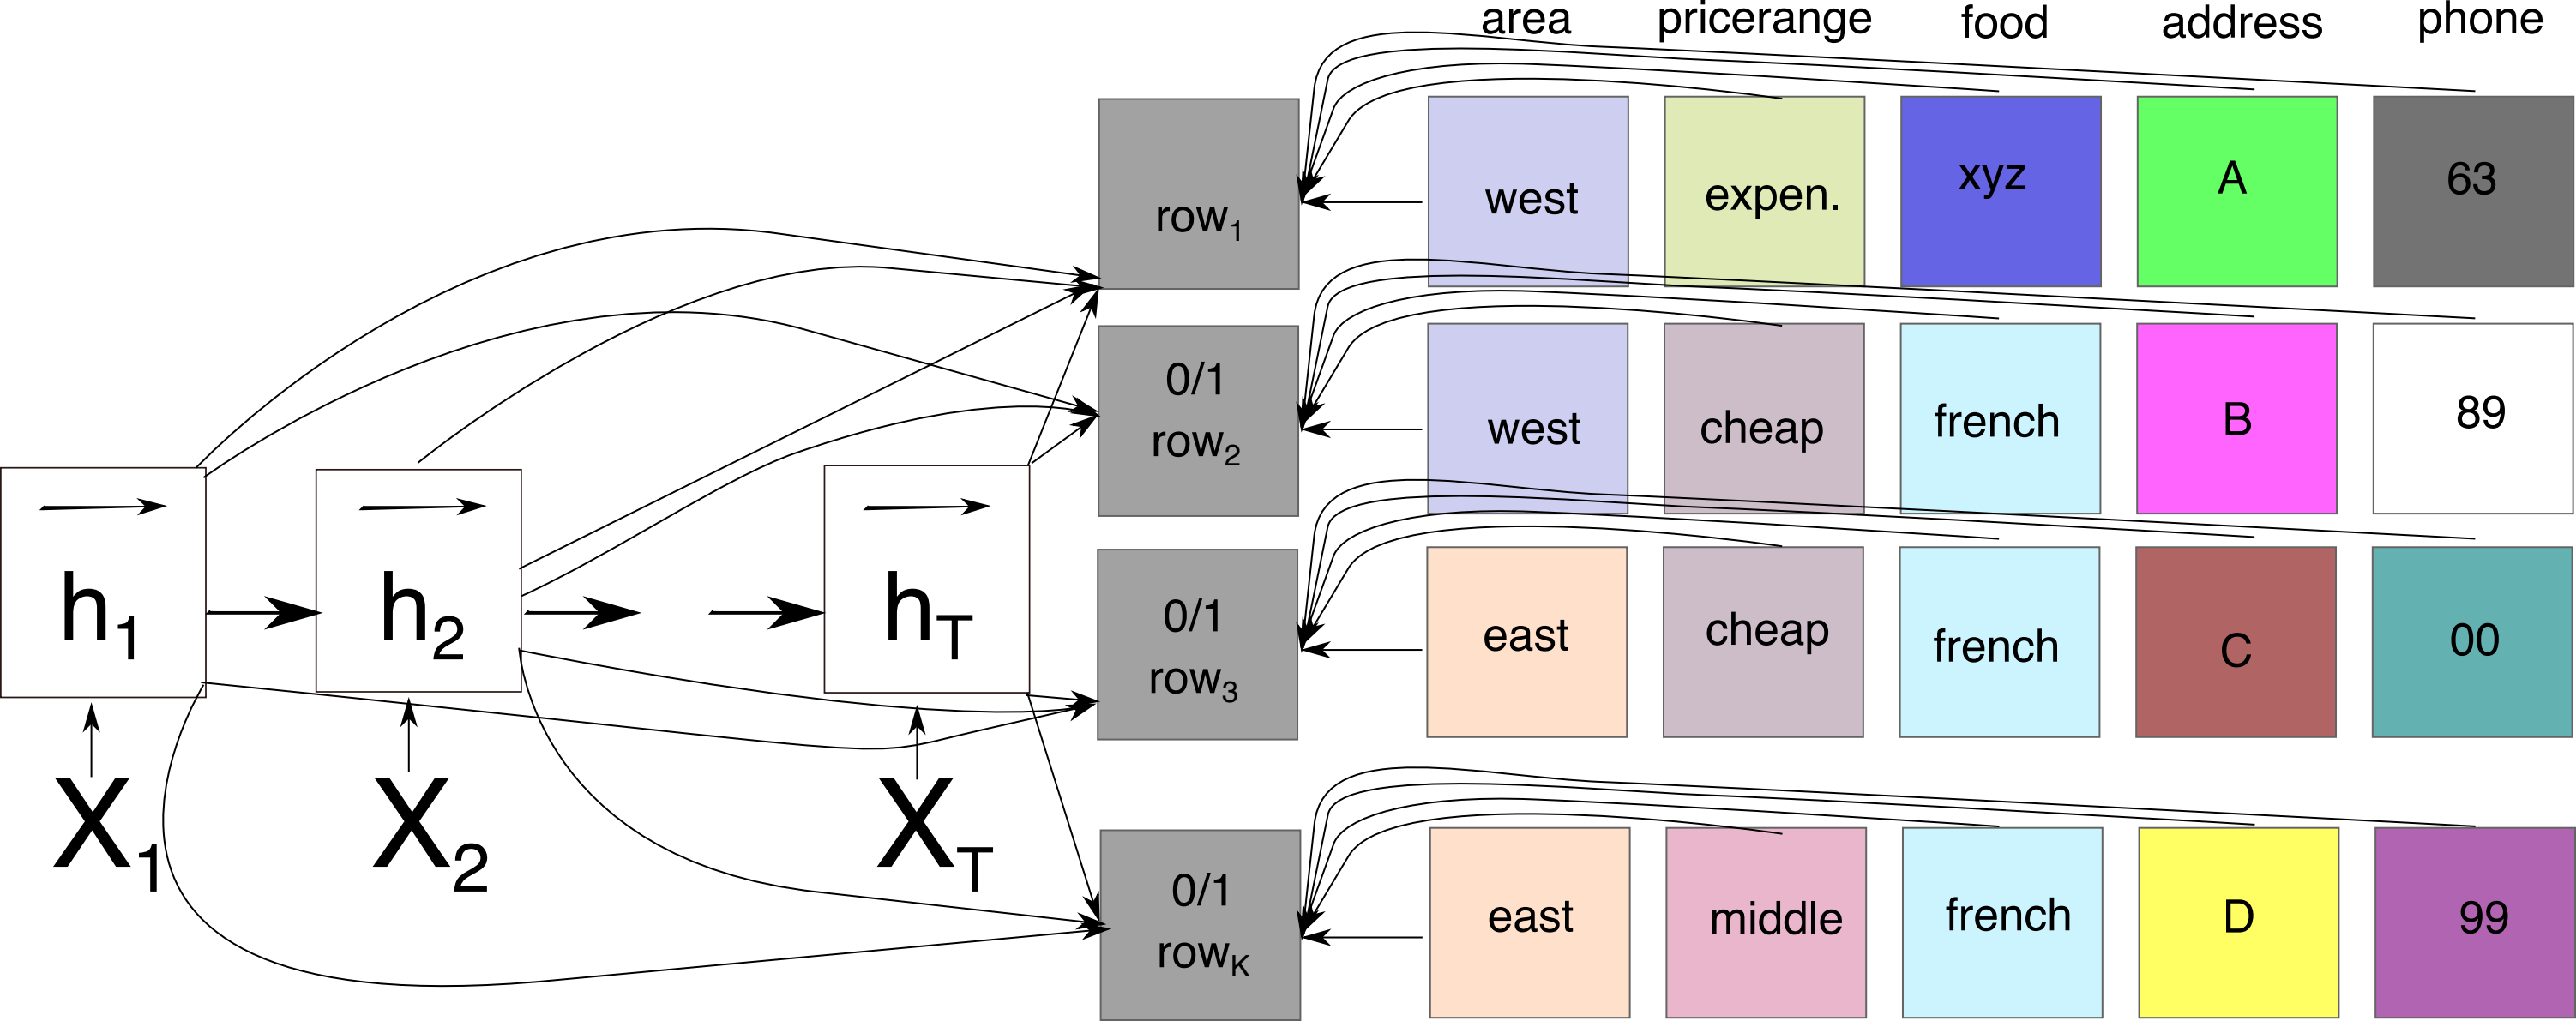 area pricerange food address phone
row1 west expen. xyz A 63
0/1
row2 west cheap french B 89
0/1
row3 east cheap french C 00
0/1
rowK east middle french D 99
h1 h2 hT
X1 X2 XT